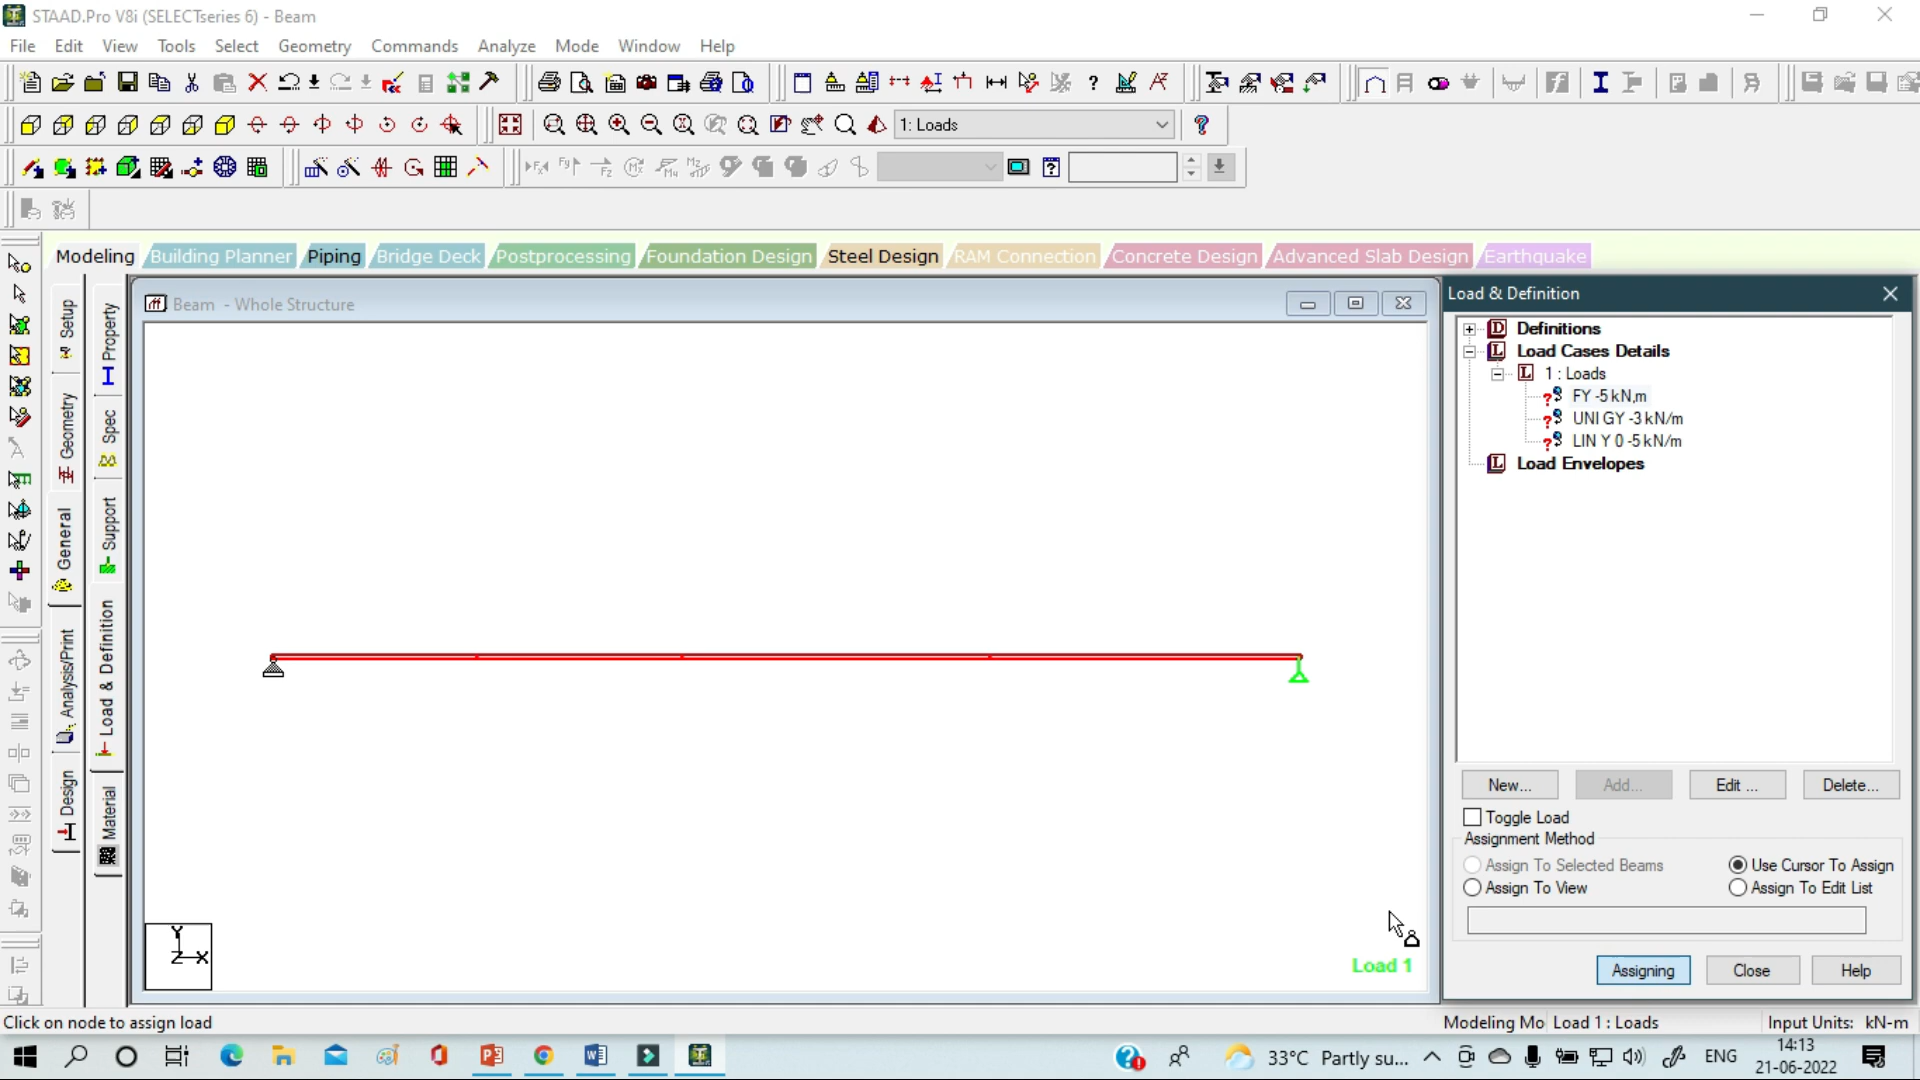 STAAD.Pro V8i (SELECTseries 6) - Beam
File Edit View Tools Select Geometry Commands Analyze Mode Window Help
1: Loads
Modeling Building Planner Piping Bridge Deck Postprocessing Foundation Design Steel Design RAM Connection Concrete Design Advanced Slab Design Earthquake
Setup
Geometry
General
Analysis/Print
Design
Property
Spec
Support
Load & Definition
Material
Beam - Whole Structure
Y
Z X
Load 1
Load & Definition
Definitions
Load Cases Details
1 : Loads
FY -5 kN,m
UNI GY -3 kN/m
LIN Y 0 -5 kN/m
Load Envelopes
New... Add... Edit ... Delete...
Toggle Load
Assignment Method
Assign To Selected Beams Use Cursor To Assign
Assign To View Assign To Edit List
Assigning Close Help
Click on node to assign load Modeling Mo Load 1 : Loads Input Units: kN-m
33°C Partly su... ENG
14:13
21-06-2022